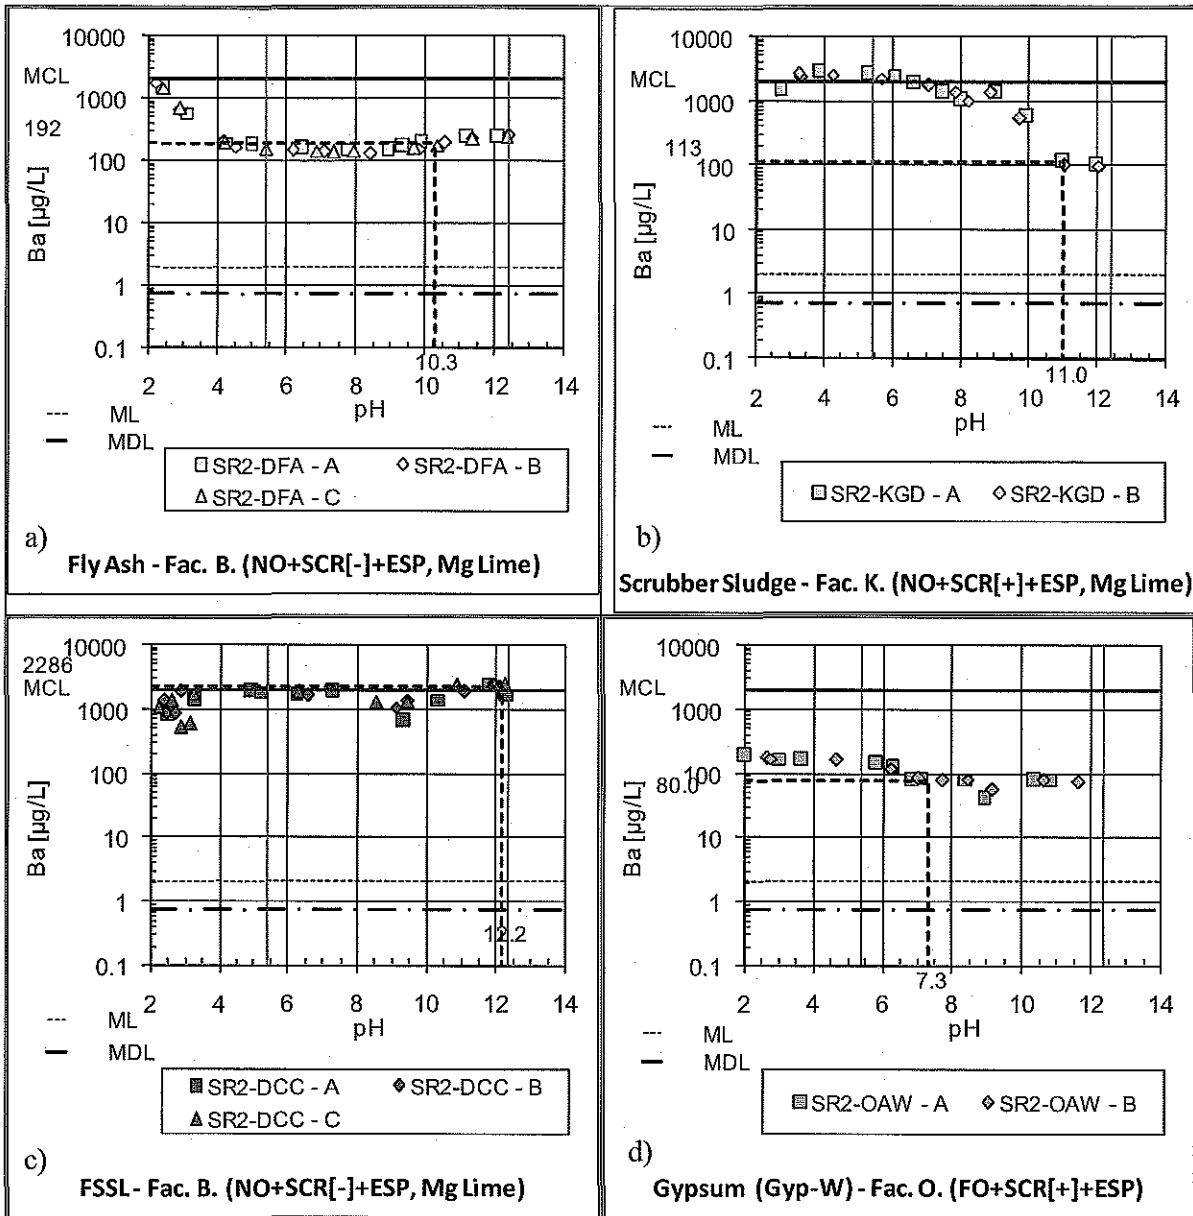 10000
MCL
1000
192
100
10
1
0.1
Ba [µg/L]
10.3
2 4 6 8 10 12 14
pH
--- ML
— MDL
SR2-DFA - A SR2-DFA - B
SR2-DFA - C
a)
Fly Ash - Fac. B. (NO+SCR[-]+ESP, Mg Lime)
10000
MCL
1000
113
100
10
1
0.1
Ba [µg/L]
11.0
2 4 6 8 10 12 14
pH
--- ML
— MDL
SR2-KGD - A SR2-KGD - B
b)
Scrubber Sludge - Fac. K. (NO+SCR[+]+ESP, Mg Lime)
10000
2286
MCL
1000
100
10
1
0.1
Ba [µg/L]
12.2
2 4 6 8 10 12 14
pH
--- ML
— MDL
SR2-DCC - A SR2-DCC - B
SR2-DCC - C
c)
FSSL - Fac. B. (NO+SCR[-]+ESP, Mg Lime)
10000
MCL
1000
100
80.0
10
1
0.1
Ba [µg/L]
7.3
2 4 6 8 10 12 14
pH
--- ML
— MDL
SR2-OAW - A SR2-OAW - B
d)
Gypsum (Gyp-W) - Fac. O. (FO+SCR[+]+ESP)